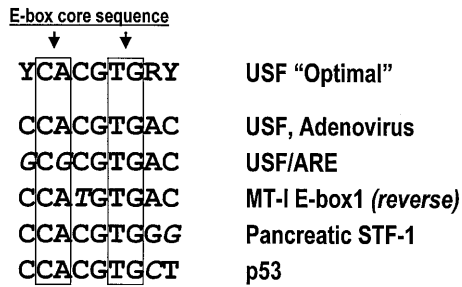 E-box core sequence
YCACGTGRY USF “Optimal”
CCACGTGAC USF, Adenovirus
GCGCGTGAC USF/ARE
CCATGTGAC MT-I E-box1 (reverse)
CCACGTGGG Pancreatic STF-1
CCACGTGCT p53